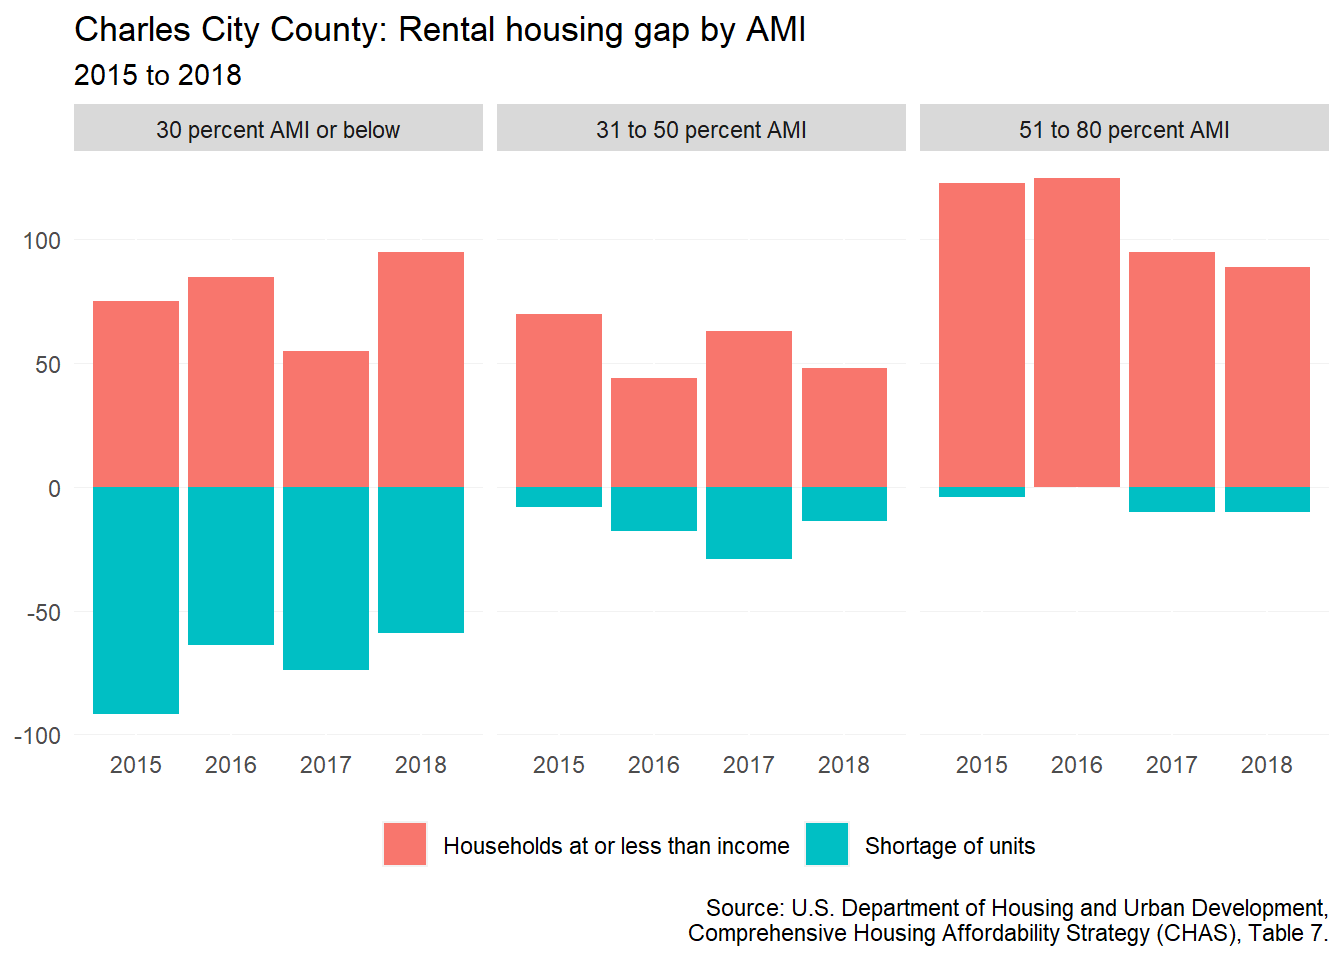 Charles City County: Rental housing gap by AMI
2015 to 2018
30 percent AMI or below
31 to 50 percent AMI
51 to 80 percent AMI
100
50
0
-50
-100
2015 2016 2017 2018
2015 2016 2017 2018
2015 2016 2017 2018
Households at or less than income
Shortage of units
Source: U.S. Department of Housing and Urban Development,
Comprehensive Housing Affordability Strategy (CHAS), Table 7.